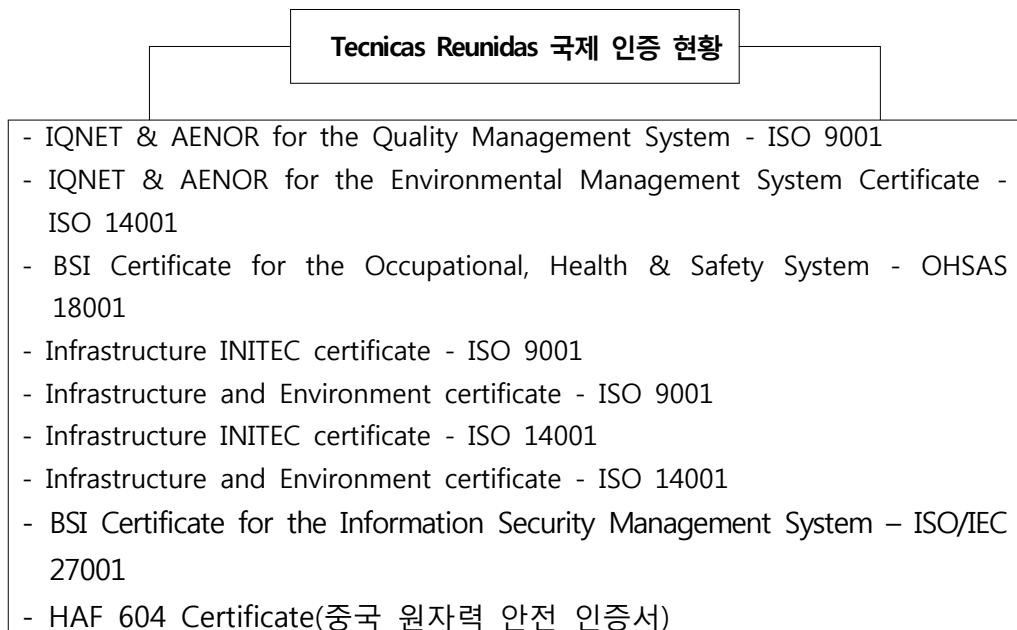 Tecnicas Reunidas 국제 인증 현황
- IQNET & AENOR for the Quality Management System - ISO 9001
- IQNET & AENOR for the Environmental Management System Certificate -
ISO 14001
- BSI Certificate for the Occupational, Health & Safety System - OHSAS
18001
- Infrastructure INITEC certificate - ISO 9001
- Infrastructure and Environment certificate - ISO 9001
- Infrastructure INITEC certificate - ISO 14001
- Infrastructure and Environment certificate - ISO 14001
- BSI Certificate for the Information Security Management System – ISO/IEC
27001
- HAF 604 Certificate(중국 원자력 안전 인증서)